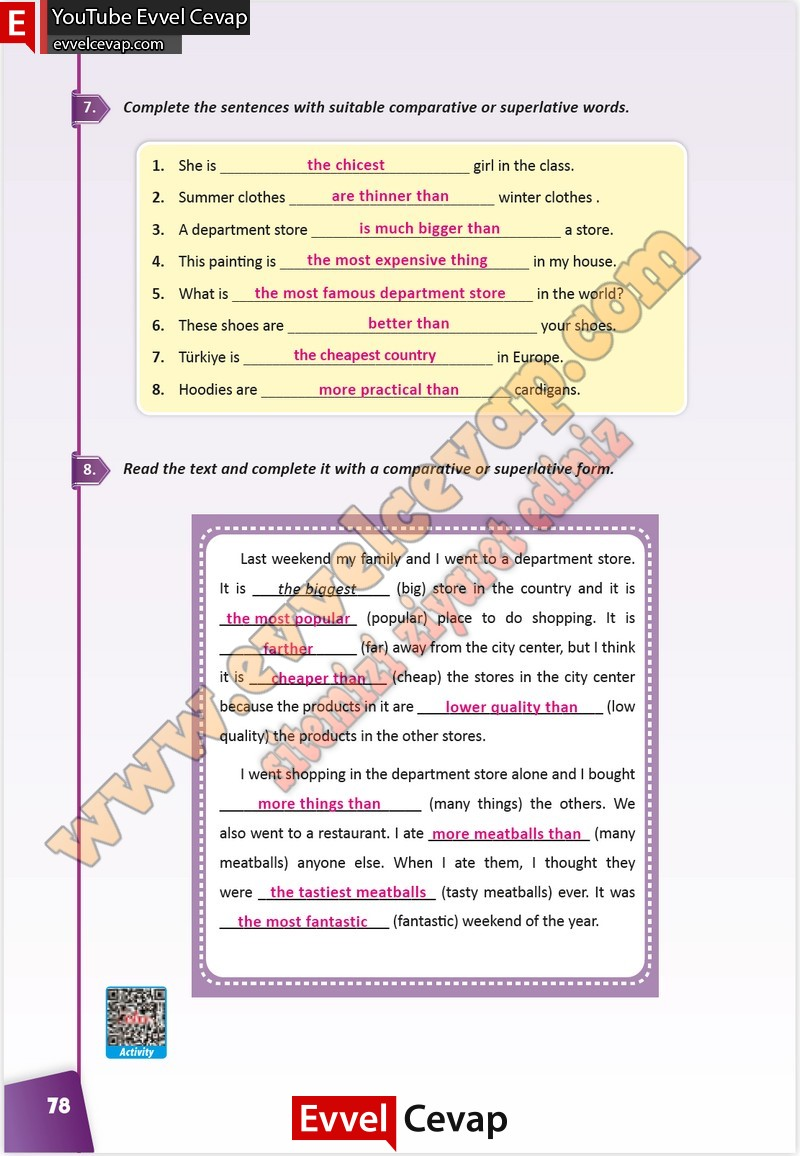 E YouTube Evvel Cevap
evvelcevap.com
7. Complete the sentences with suitable comparative or superlative words.
1. She is the chicest girl in the class.
2. Summer clothes are thinner than winter clothes .
3. A department store is much bigger than a store.
4. This painting is the most expensive thing in my house.
5. What is the most famous department store in the world?
6. These shoes are better than your shoes.
7. Türkiye is the cheapest country in Europe.
8. Hoodies are more practical than cardigans.
8. Read the text and complete it with a comparative or superlative form.
Last weekend my family and I went to a department store.
It is the biggest (big) store in the country and it is
the most popular (popular) place to do shopping. It is
farther (far) away from the city center, but I think
it is cheaper than (cheap) the stores in the city center
because the products in it are lower quality than (low
quality) the products in the other stores.
I went shopping in the department store alone and I bought
more things than (many things) the others. We
also went to a restaurant. I ate more meatballs than (many
meatballs) anyone else. When I ate them, I thought they
were the tastiest meatballs (tasty meatballs) ever. It was
the most fantastic (fantastic) weekend of the year.
www.evvelcevap.com
sitemizi ziyaret ediniz
Activity
78
Evvel Cevap